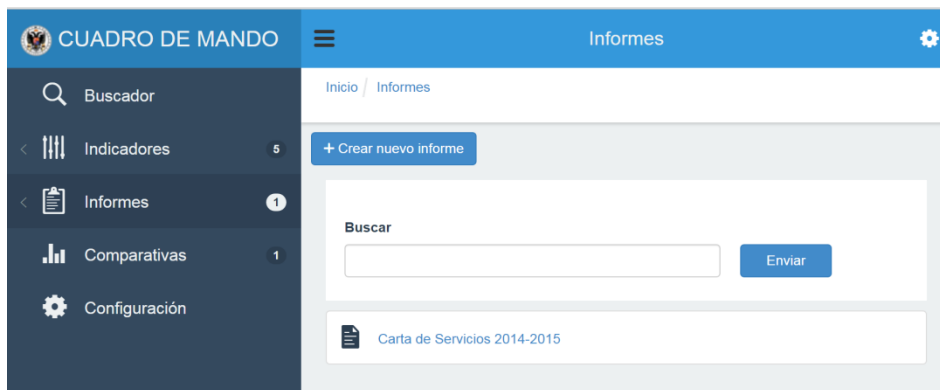 CUADRO DE MANDO
Informes
Buscador
Indicadores 5
Informes 1
Comparativas 1
Configuración
Inicio / Informes
+ Crear nuevo informe
Buscar
Enviar
Carta de Servicios 2014-2015